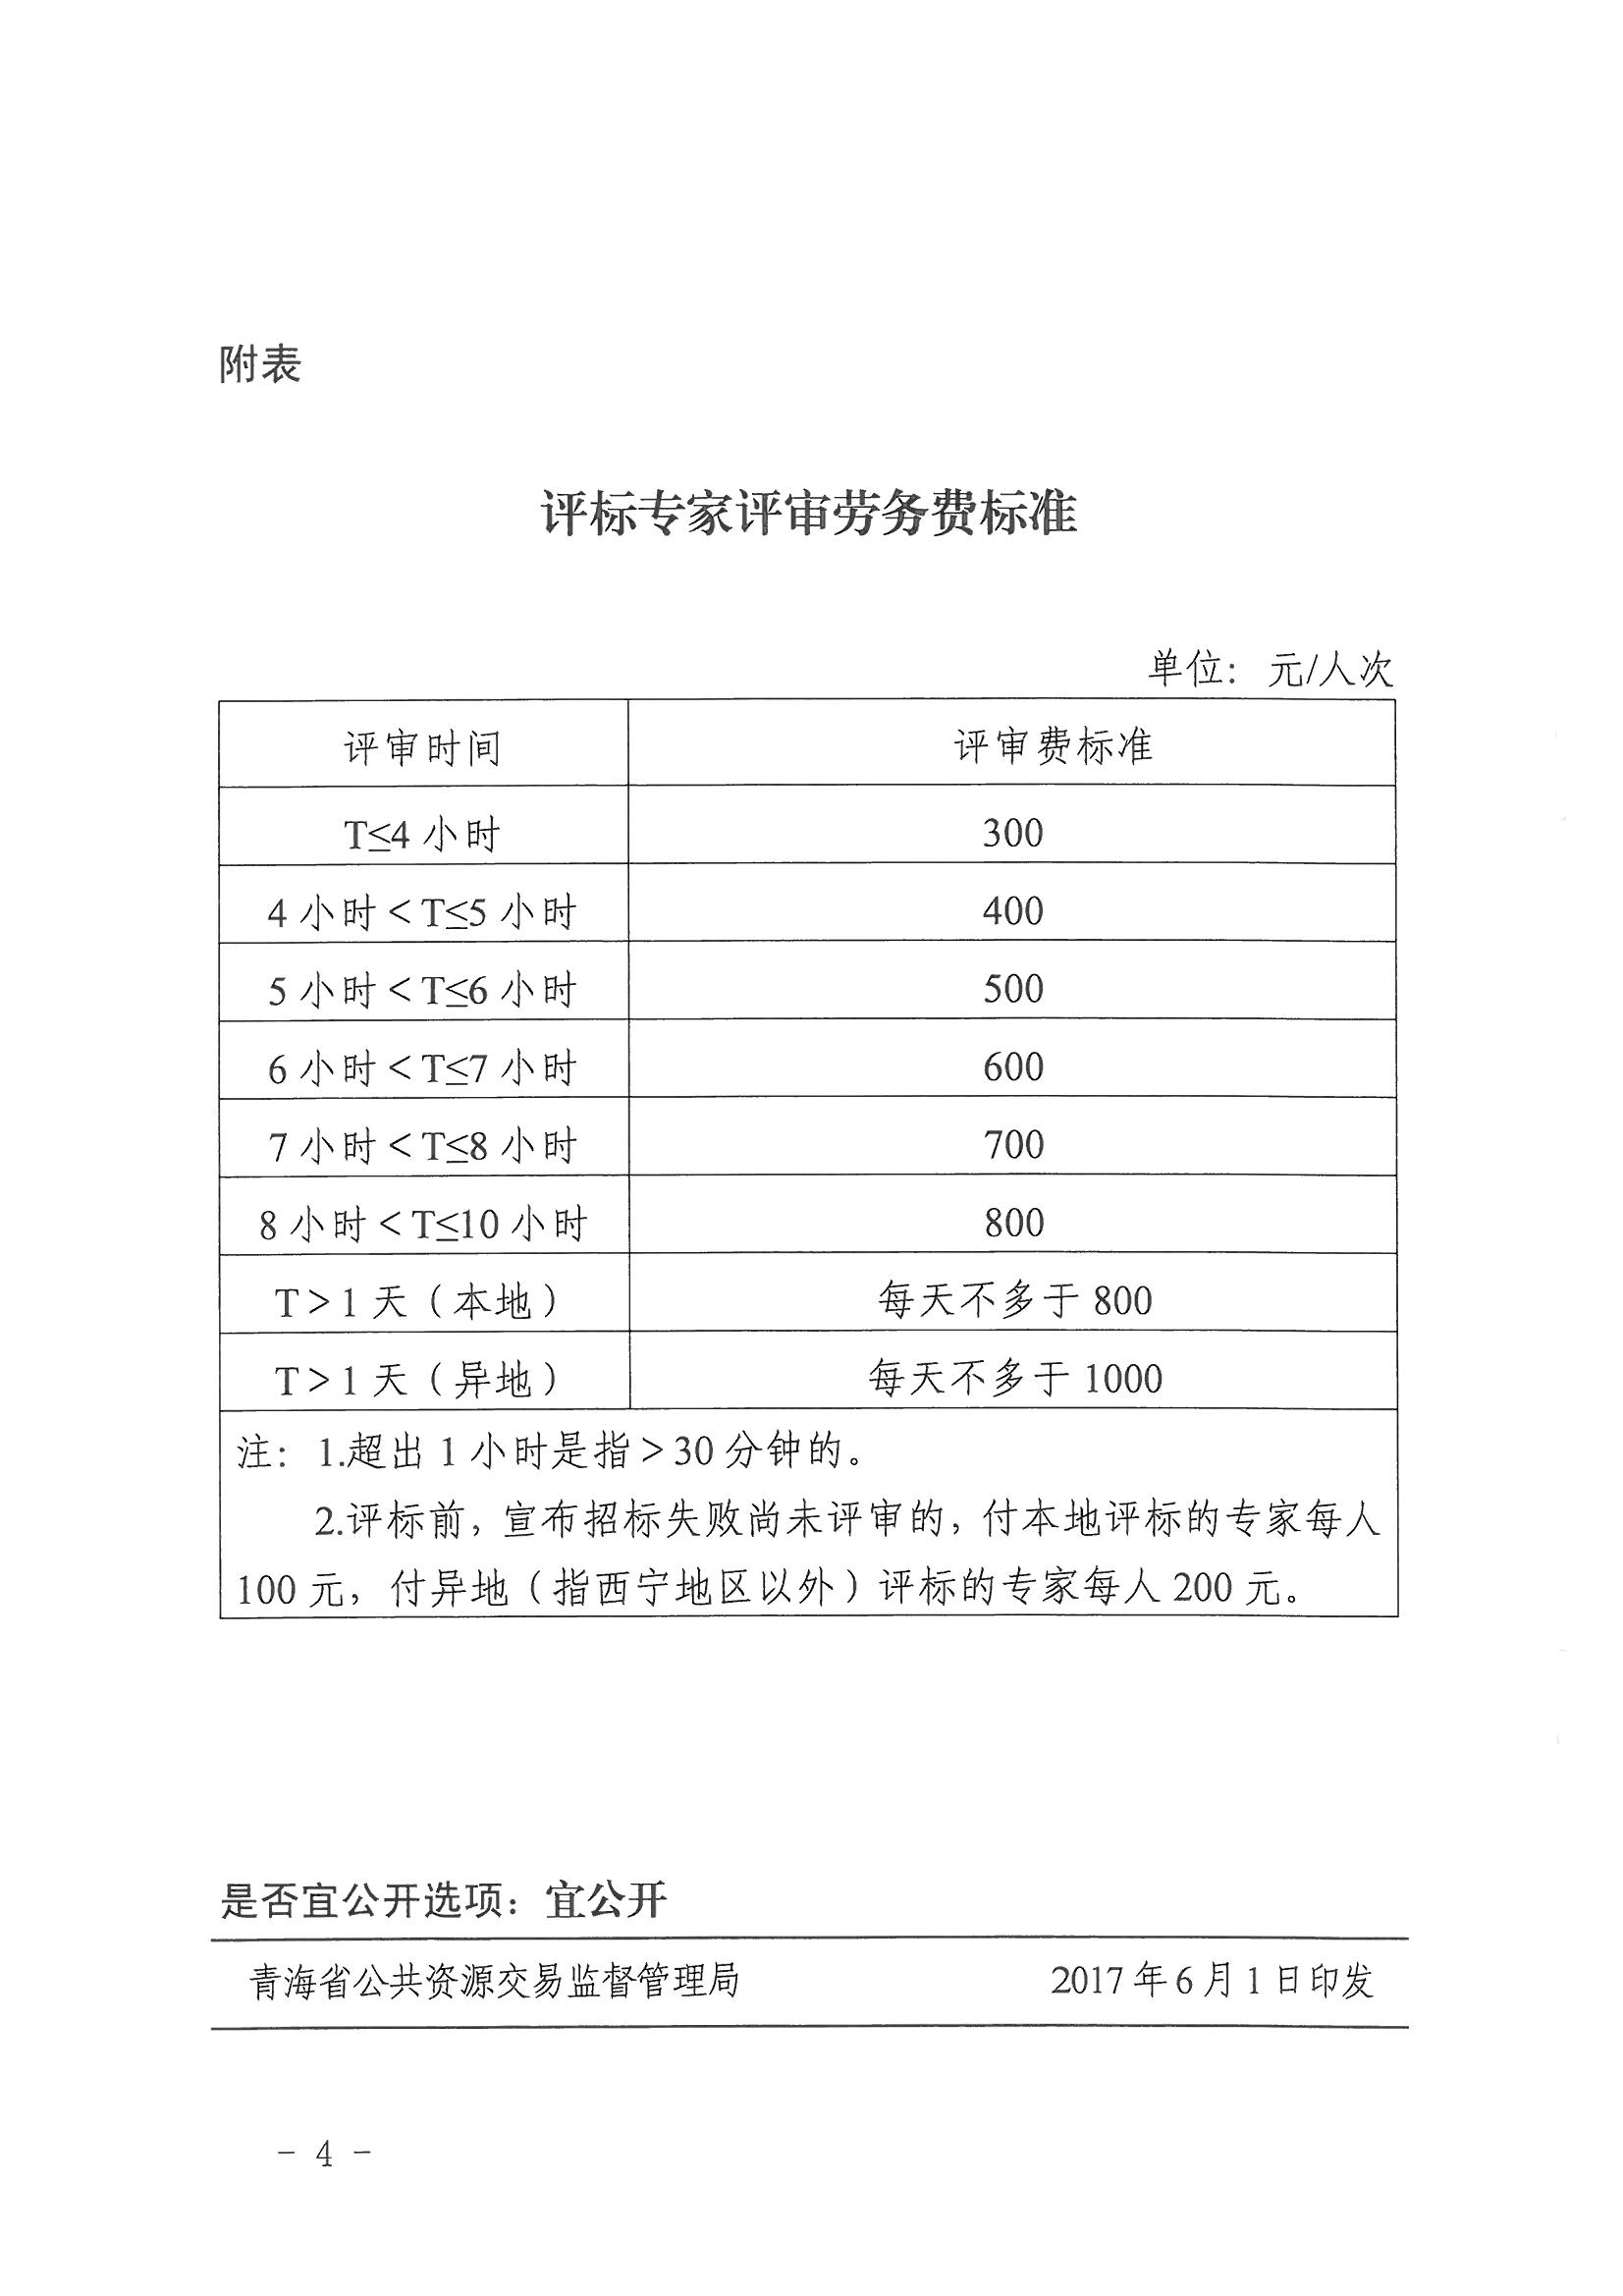 附表
评标专家评审劳务费标准
单位：元/人次
评审时间 评审费标准
T≤4 小时 300
4 小时＜T≤5 小时 400
5 小时＜T≤6 小时 500
6 小时＜T≤7 小时 600
7 小时＜T≤8 小时 700
8 小时＜T≤10 小时 800
T＞1 天（本地） 每天不多于 800
T＞1 天（异地） 每天不多于 1000
注：1.超出 1 小时是指＞30 分钟的。
2.评标前，宣布招标失败尚未评审的，付本地评标的专家每人
100 元，付异地（指西宁地区以外）评标的专家每人 200 元。
是否宜公开选项：宜公开
青海省公共资源交易监督管理局 2017 年 6 月 1 日印发
- 4 -